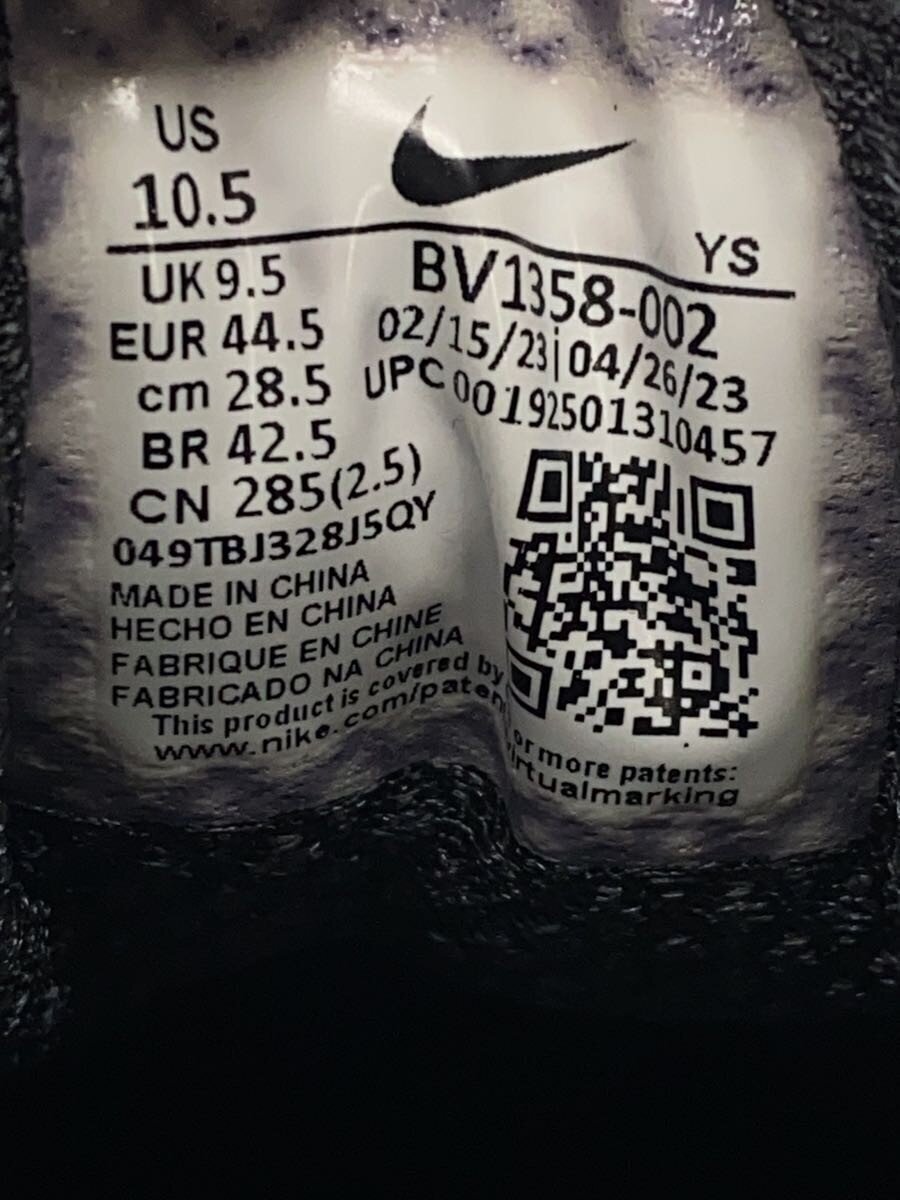 US
10.5
YS
UK 9.5
BV1358-002
EUR 44.5
02/15/23|04/26/23
cm 28.5
UPC 00192501310457
BR 42.5
CN 285(2.5)
049TBJ328J5QY
MADE IN CHINA
HECHO EN CHINA
FABRIQUE EN CHINE
FABRICADO NA CHINA
This product is covered by
or more patents:
www.nike.com/paten
irtualmarking